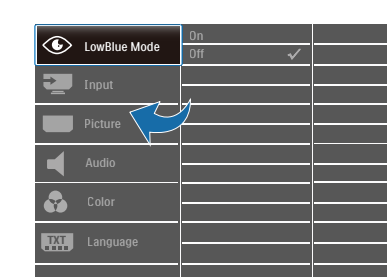 LowBlue Mode
On
Off
Input
Picture
Audio
Color
TXT
Language